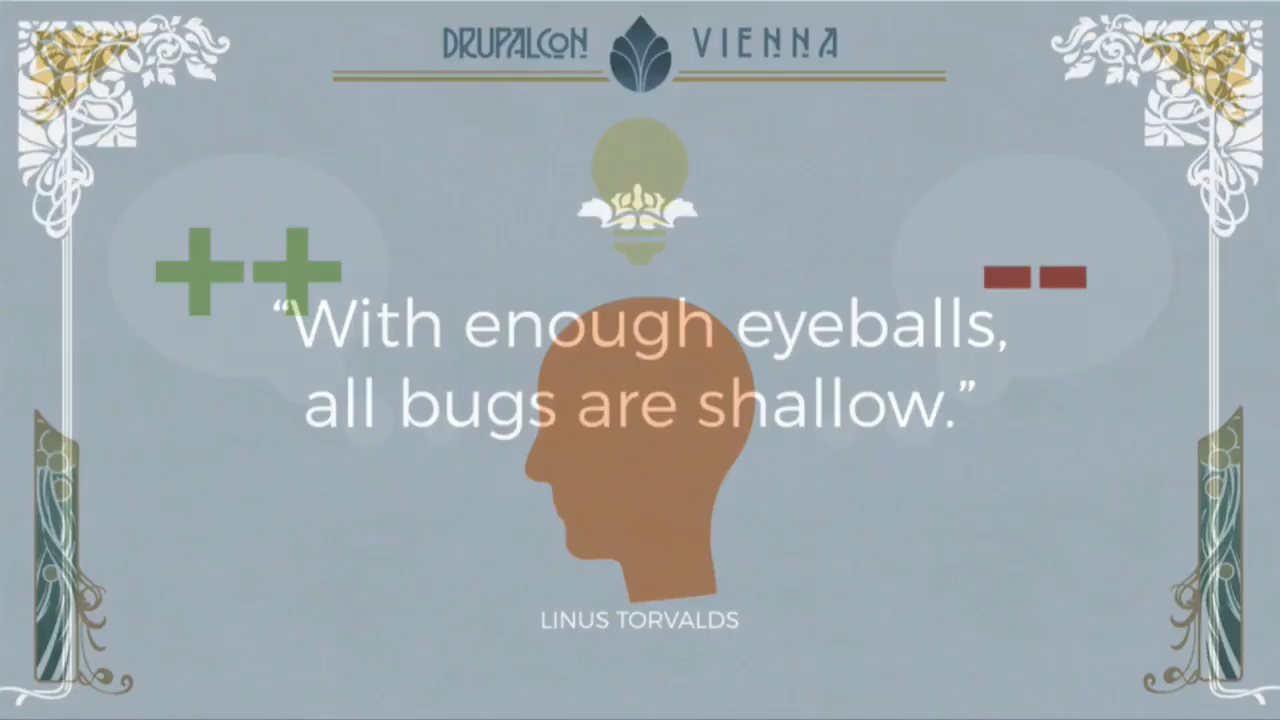 DRUPALCON VIENNA
++ --
“With enough eyeballs,
all bugs are shallow.”
LINUS TORVALDS